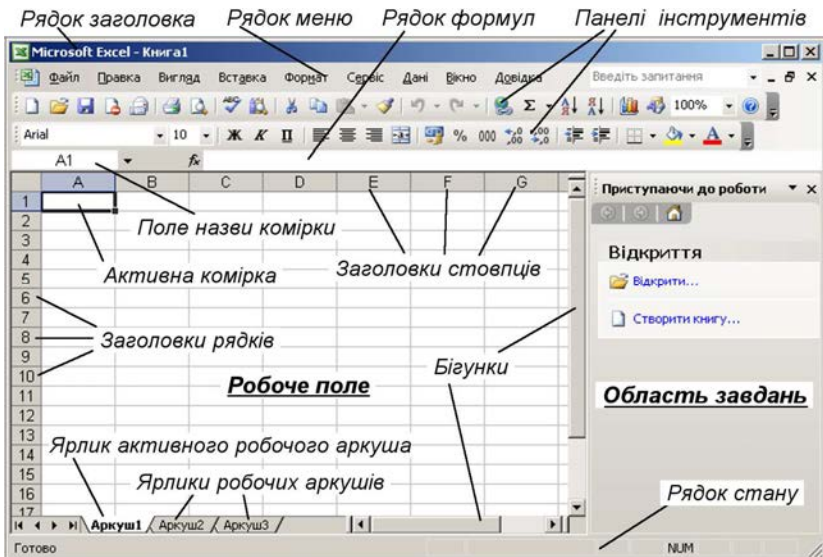 Рядок заголовка Рядок меню Рядок формул Панелі інструментів
Microsoft Excel - Книга1
Файл Правка Вигляд Вставка Формат Сервіс Дані Вікно Довідка Введіть запитання
100%
Arial 10 Ж К П % 000
A1 fx
A B C D E F G
Приступаючи до роботи
1
2
Поле назви комірки
3
Відкриття
4
Активна комірка Заголовки стовпців
5
Відкрити...
6
7
Створити книгу...
8
Заголовки рядків
9
10
Бігунки
Робоче поле
11
Область завдань
12
13
Ярлик активного робочого аркуша
14
15
Ярлики робочих аркушів
16
Рядок стану
17
Аркуш1 Аркуш2 Аркуш3
Готово NUM